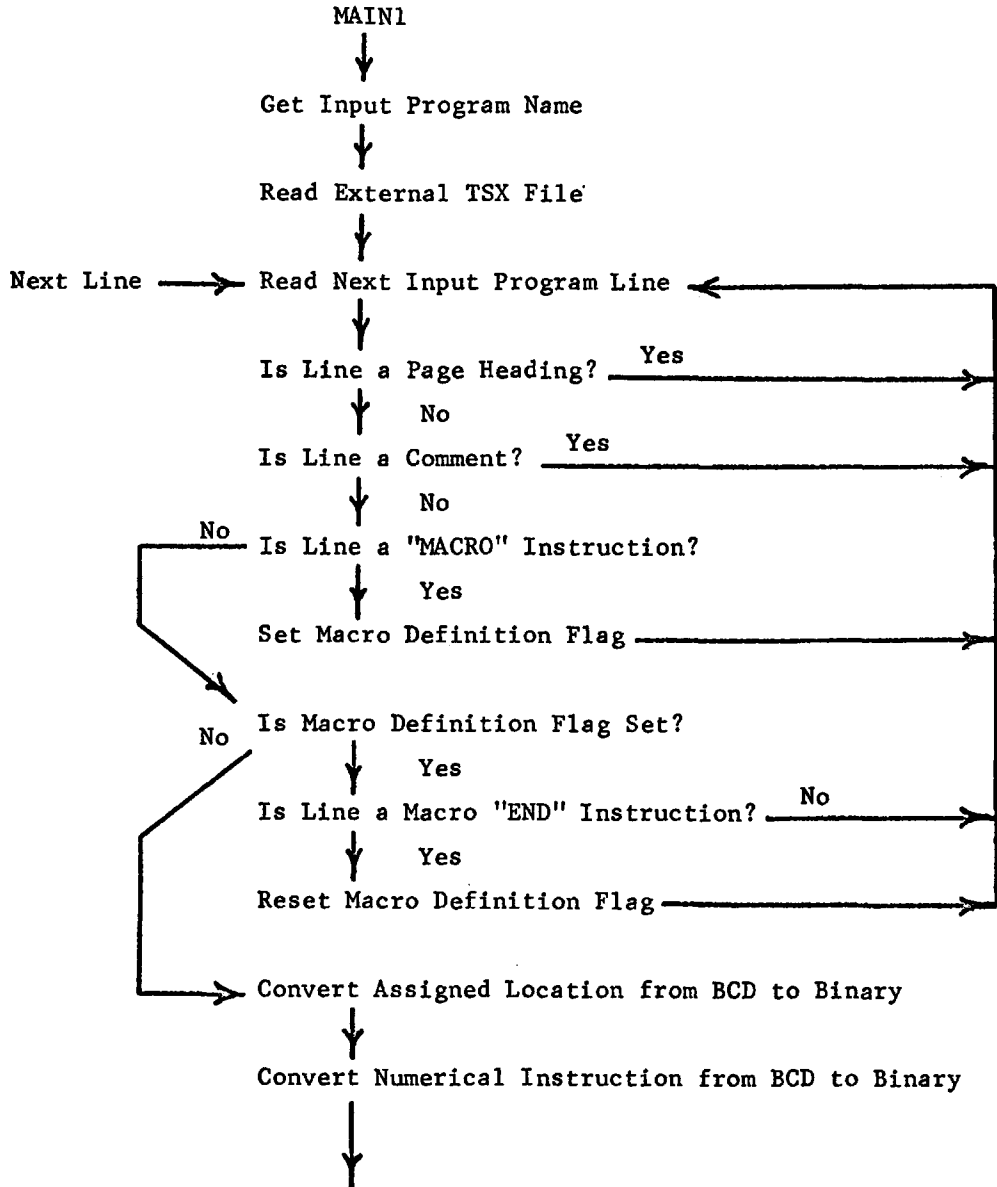 MAIN1
Get Input Program Name
Read External TSX File
Next Line Read Next Input Program Line
Is Line a Page Heading? Yes
No
Is Line a Comment? Yes
No
No Is Line a "MACRO" Instruction?
Yes
Set Macro Definition Flag
Is Macro Definition Flag Set?
No
Yes
Is Line a Macro "END" Instruction? No
Yes
Reset Macro Definition Flag
Convert Assigned Location from BCD to Binary
Convert Numerical Instruction from BCD to Binary